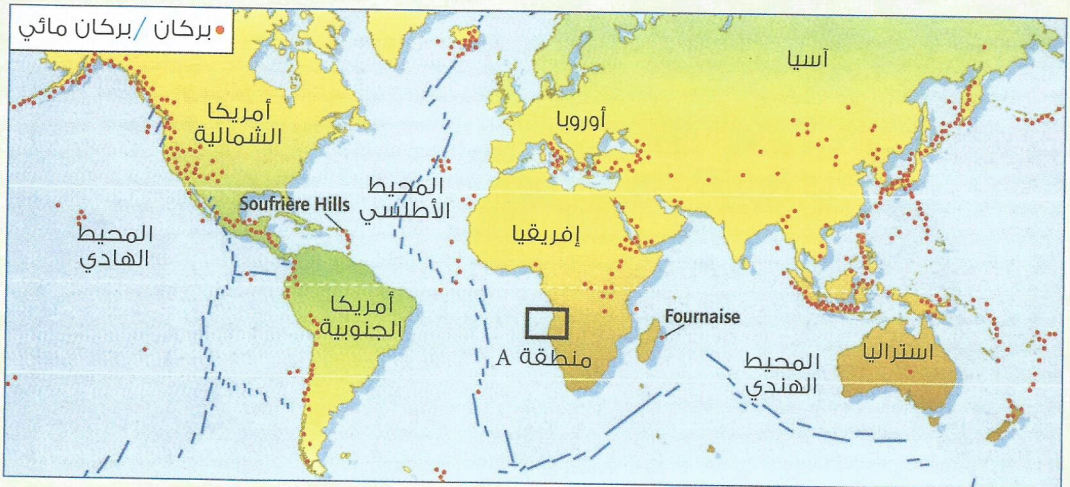 • بركان / بركان مائي
آسيا
أمريكا
الشمالية
أوروبا
المحيط
الأطلسي
Soufrière Hills
المحيط
الهادي
إفريقيا
أمريكا
الجنوبية
Fournaise
منطقة A
المحيط
الهندي
استراليا